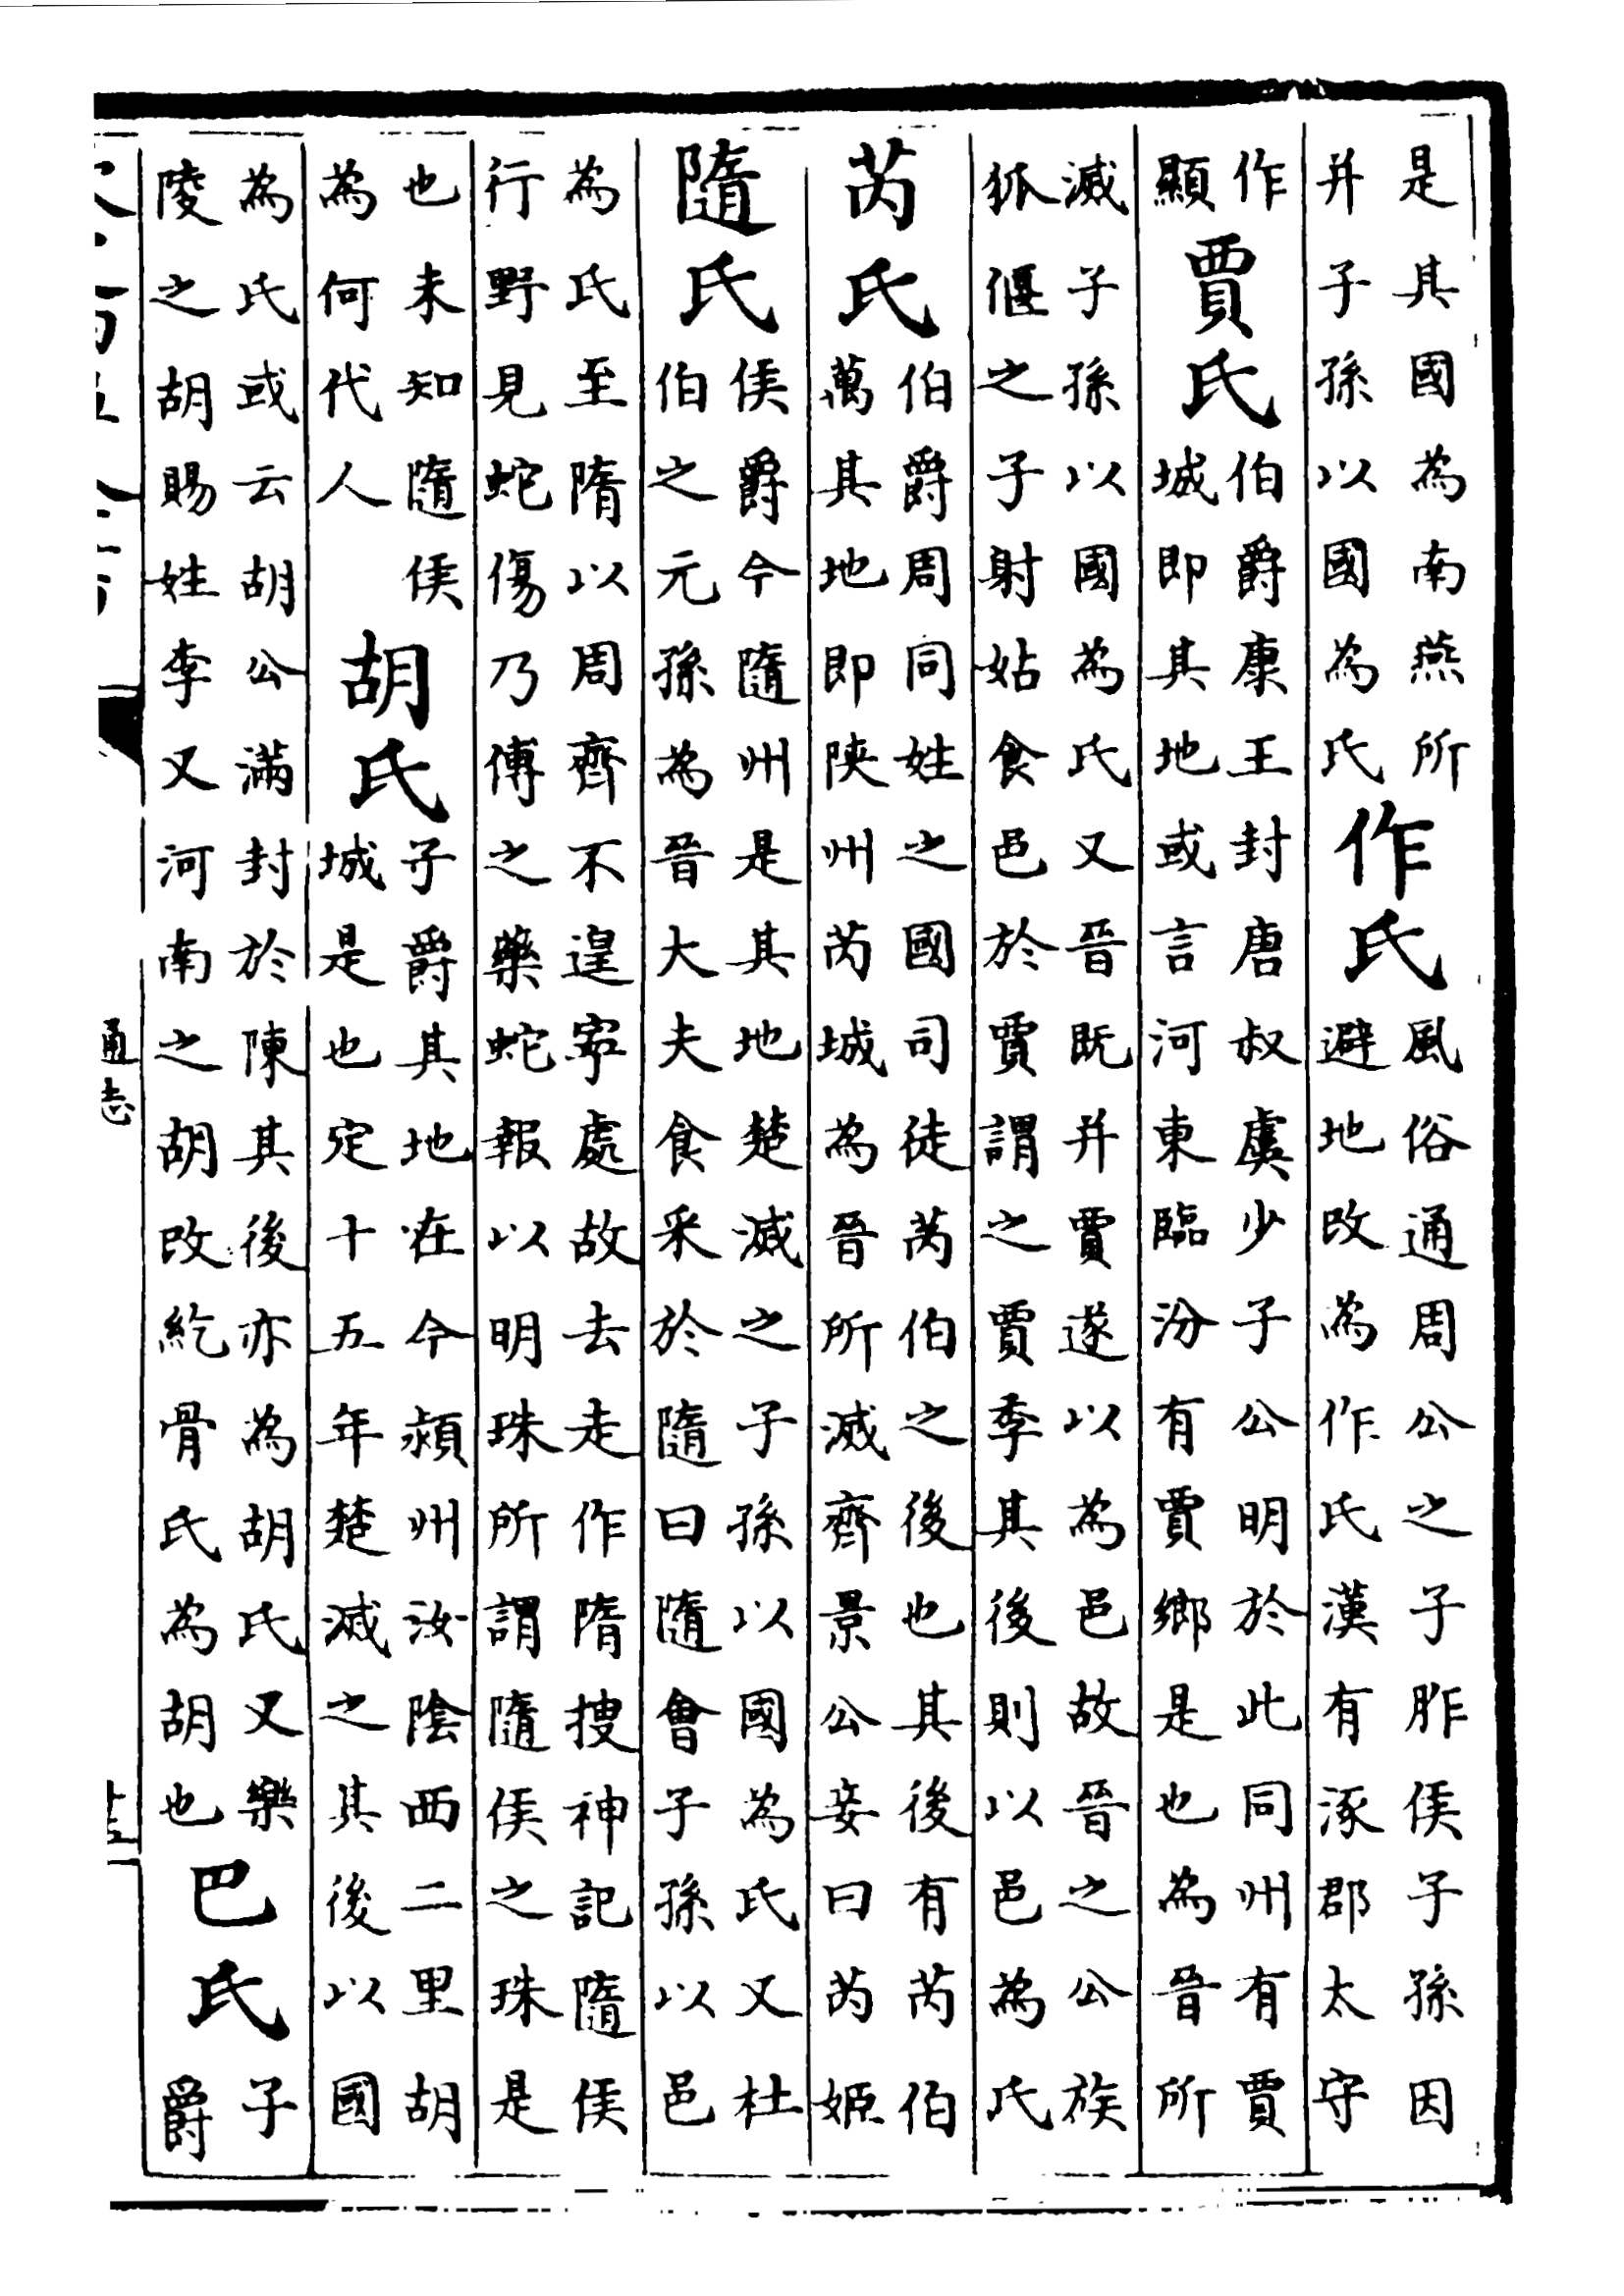 是其國為南燕所
并子孫以國為氏
作氏
風俗通周公之子胙侯子孫因
避地改為作氏漢有涿郡太守
作
顯
賈氏
伯爵康王封唐叔虞少子公明於此同州有賈
城即其地或言河東臨汾有賈鄉是也為晉所
滅子孫以國為氏又晉既并賈遂以為邑故晉之公族
狐偃之子射姑食邑於賈謂之賈季其後則以邑為氏
芮氏
伯爵周同姓之國司徒芮伯之後也其後有芮伯
萬其地即陝州芮城為晉所滅齊景公妾曰芮姬
隨氏
侯爵今隨州是其地楚滅之子孫以國為氏又杜
伯之元孫為晉大夫食采於隨曰隨會子孫以邑
為氏至隋以周齊不遑寧處故去走作隋搜神記隨侯
行野見蛇傷乃傅之藥蛇報以明珠所謂隨侯之珠是
也未知隨侯
為何代人
胡氏
子爵其地在今潁州汝陰西二里胡
城是也定十五年楚滅之其後以國
為氏或云胡公滿封於陳其後亦為胡氏又樂
陵之胡賜姓李又河南之胡改紇骨氏為胡也
巴氏
子
爵
通志